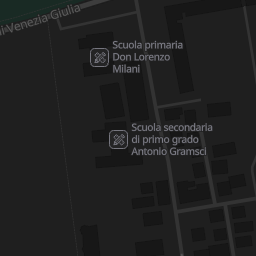 Venezia Giulia
Scuola primaria
Don Lorenzo
Milani
Scuola secondaria
di primo grado
Antonio Gramsci